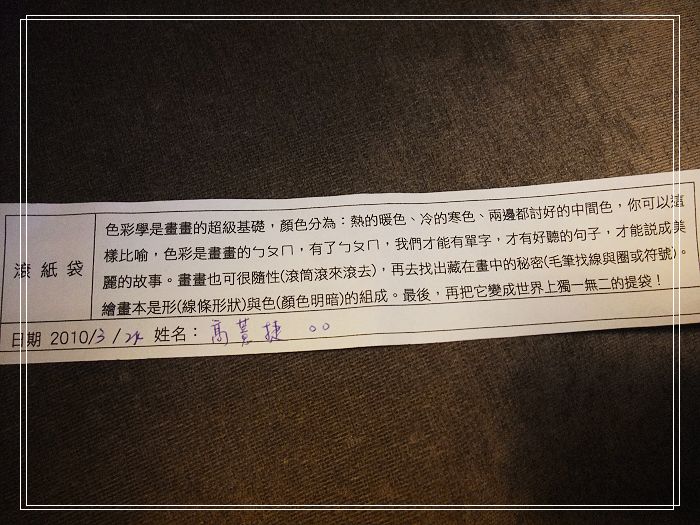 滾紙袋
色彩學是畫畫的超級基礎，顏色分為：熱的暖色、冷的寒色、兩邊都討好的中間色，你可以這
樣比喻，色彩是畫畫的ㄅㄆㄇ，有了ㄅㄆㄇ，我們才能有單字，才有好聽的句子，才能說成美
麗的故事。畫畫也可很隨性(滾筒滾來滾去)，再去找出藏在畫中的秘密(毛筆找線與圈或符號)。
繪畫本是形(線條形狀)與色(顏色明暗)的組成。最後，再把它變成世界上獨一無二的提袋！
日期 2010/3/24 姓名：高 捷